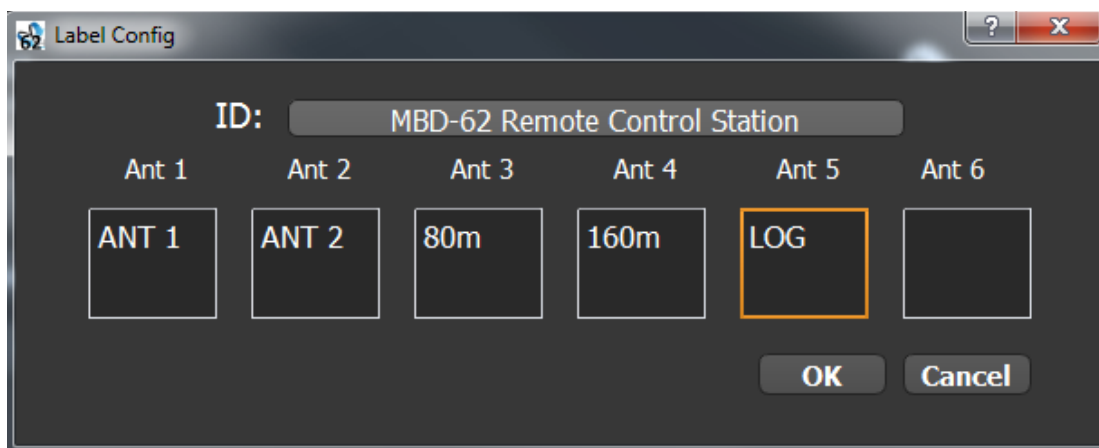 62 Label Config ? X
ID: MBD-62 Remote Control Station
Ant 1 Ant 2 Ant 3 Ant 4 Ant 5 Ant 6
ANT 1 ANT 2 80m 160m LOG
OK Cancel